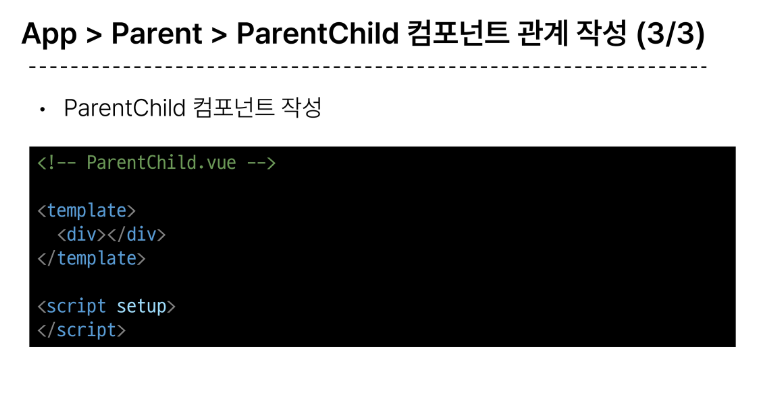 App > Parent > ParentChild 컴포넌트 관계 작성 (3/3)
• ParentChild 컴포넌트 작성
<!-- ParentChild.vue -->
<template>
  <div></div>
</template>
<script setup>
</script>